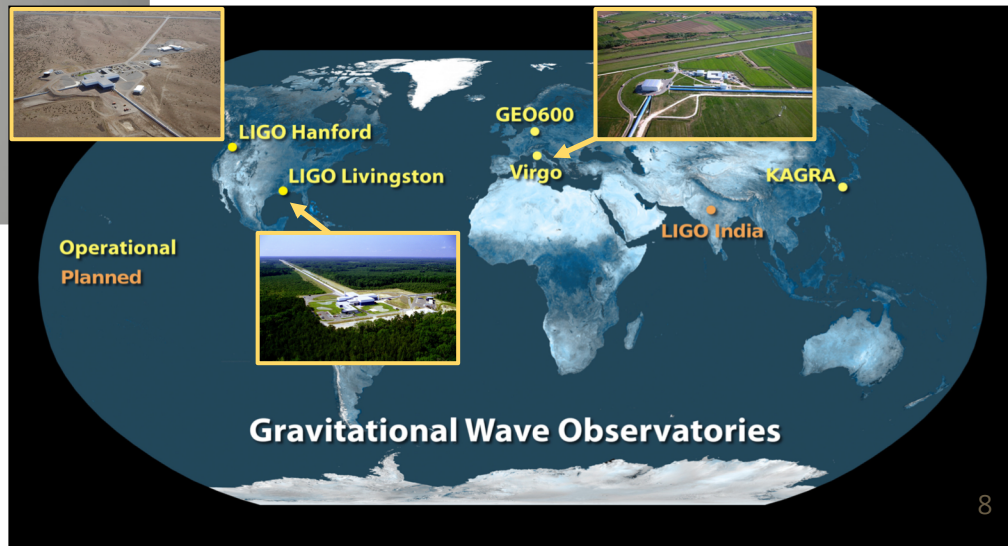 GEO600
LIGO Hanford
LIGO Livingston
Virgo
KAGRA
LIGO India
Operational
Planned
Gravitational Wave Observatories
8